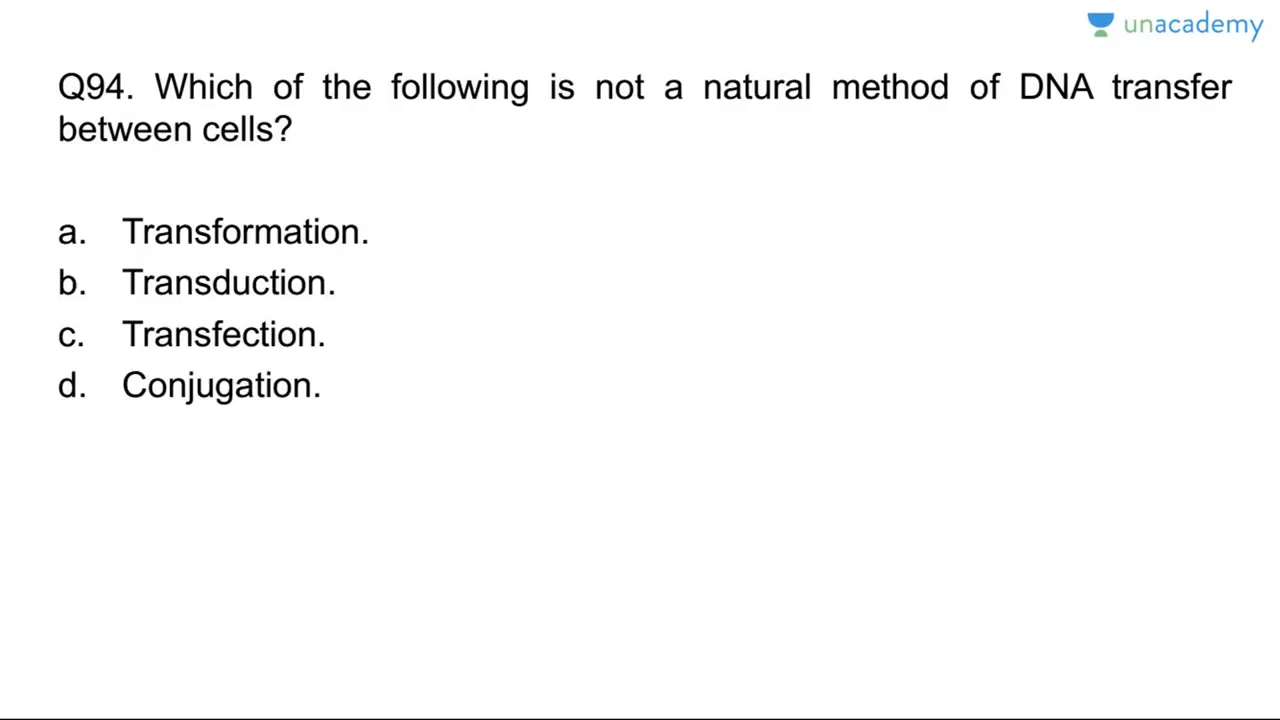 unacademy
Q94. Which of the following is not a natural method of DNA transfer
between cells?
a. Transformation.
b. Transduction.
c. Transfection.
d. Conjugation.